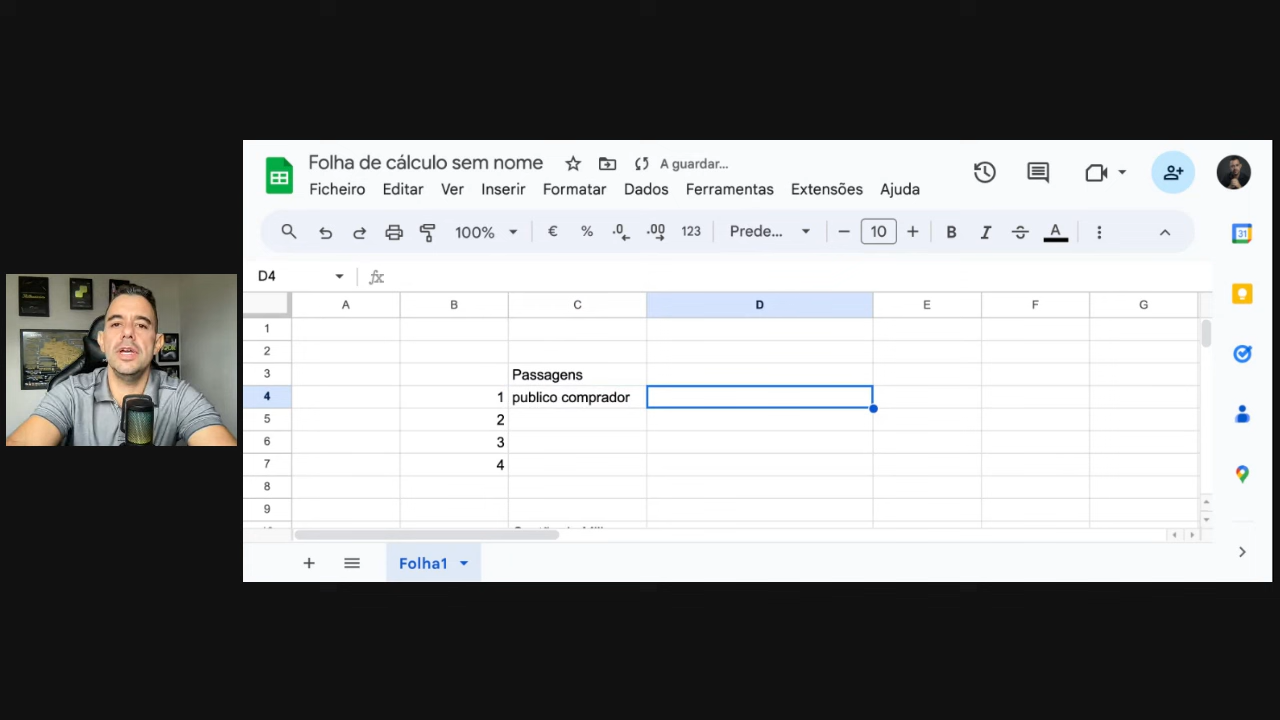 Folha de cálculo sem nome A guardar...
Ficheiro Editar Ver Inserir Formatar Dados Ferramentas Extensões Ajuda
100% € % .0 .00 123 Prede... 10 B I S A
D4 fx
A B C D E F G
1
2
3 Passagens
4 1 publico comprador
5 2
6 3
7 4
8
9
Folha1
31